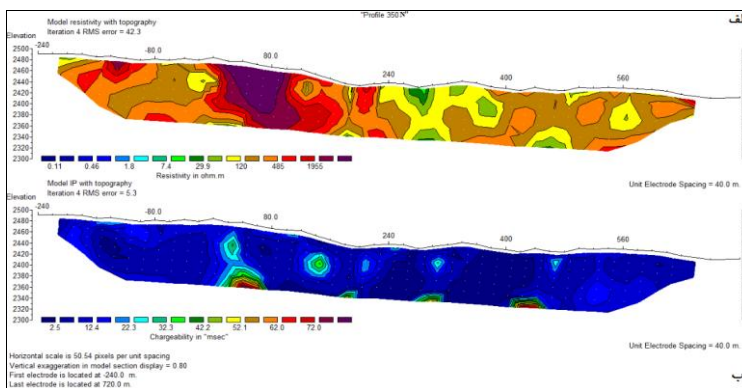 "Profile 350N"
الف
Model resistivity with topography
Iteration 4 RMS error = 42.3
Elevation
-240
-80.0
80.0
240
400
560
2500
2480
2460
2440
2420
2400
2380
2360
2340
2320
2300
0.11 0.46 1.8 7.4 29.9 120 485 1955
Resistivity in ohm.m
Unit Electrode Spacing = 40.0 m.
Model IP with topography
Iteration 4 RMS error = 5.3
Elevation
-240
-80.0
80.0
240
400
560
2500
2480
2460
2440
2420
2400
2380
2360
2340
2320
2300
2.5 12.4 22.3 32.3 42.2 52.1 62.0 72.0
Chargeability in "msec"
Unit Electrode Spacing = 40.0 m.
Horizontal scale is 50.54 pixels per unit spacing
Vertical exaggeration in model section display = 0.80
First electrode is located at -240.0 m.
Last electrode is located at 720.0 m.
ب